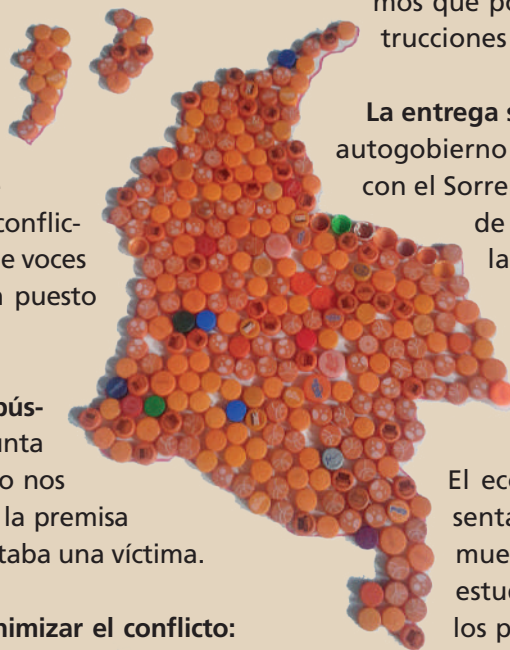 conflic-
e voces
puesto
bús-
unta
o nos
la premisa
taba una víctima.
nimizar el conflicto:
mos que po
trucciones
La entrega s
autogobierno
con el Sorre
de
la
El ec
senta
mue
estu
los p